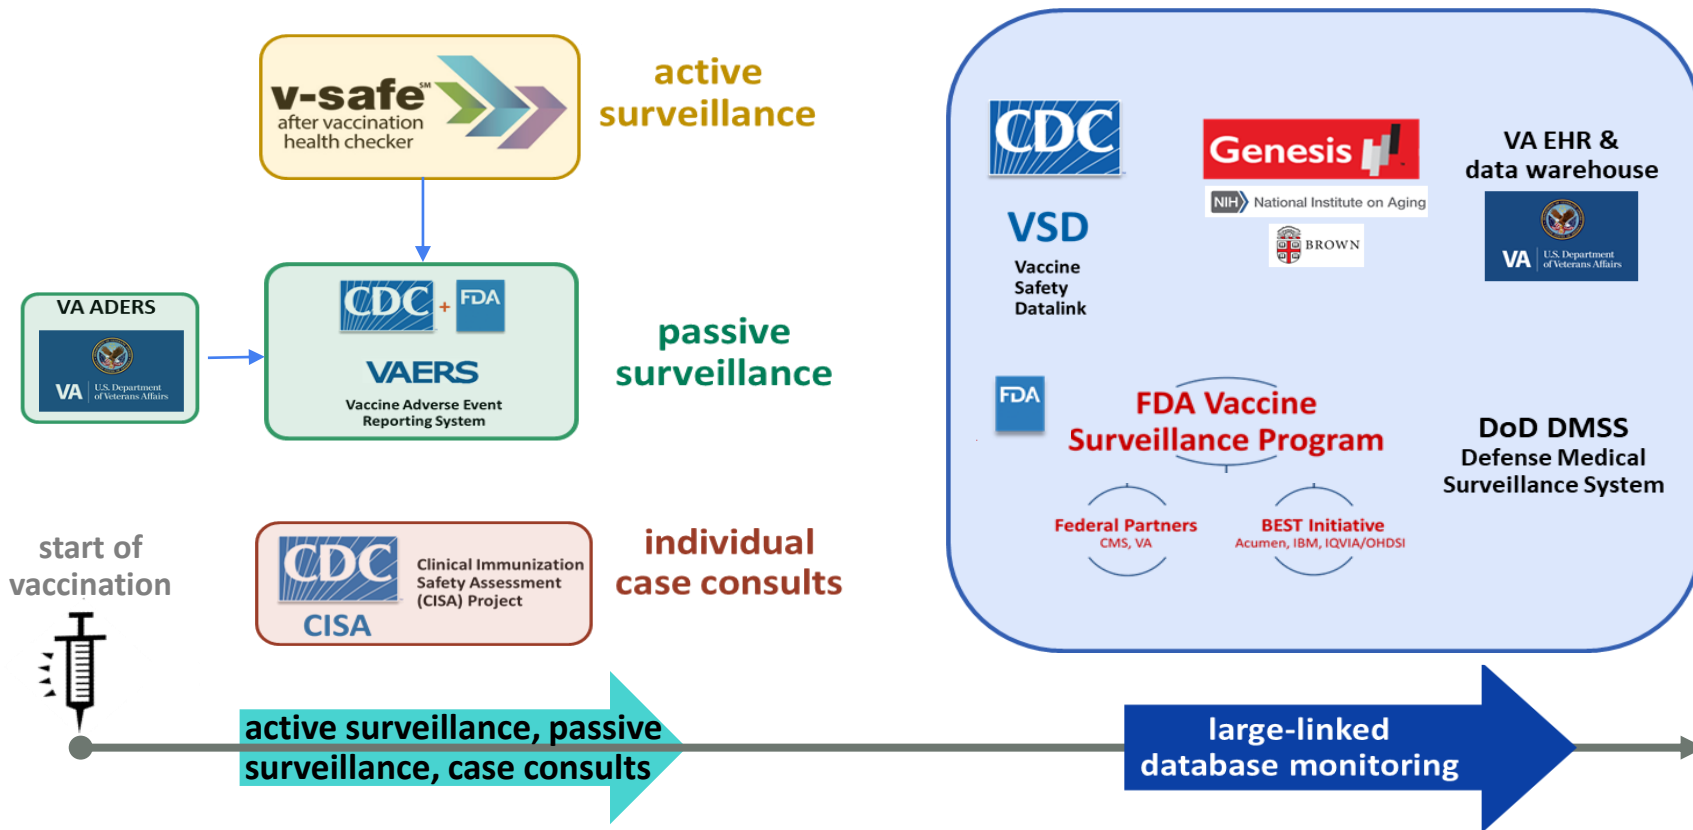 v-safe℠
after vaccination
health checker
active
surveillance
VA ADERS
VA
U.S. Department
of Veterans Affairs
CDC + FDA
VAERS
Vaccine Adverse Event
Reporting System
passive
surveillance
CDC
CISA
Clinical Immunization
Safety Assessment
(CISA) Project
individual
case consults
CDC
VSD
Vaccine
Safety
Datalink
Genesis
NIH National Institute on Aging
BROWN
VA EHR &
data warehouse
VA
U.S. Department
of Veterans Affairs
FDA
FDA Vaccine
Surveillance Program
Federal Partners
CMS, VA
BEST Initiative
Acumen, IBM, IQVIA/OHDSI
DoD DMSS
Defense Medical
Surveillance System
start of
vaccination
active surveillance, passive
surveillance, case consults
large-linked
database monitoring